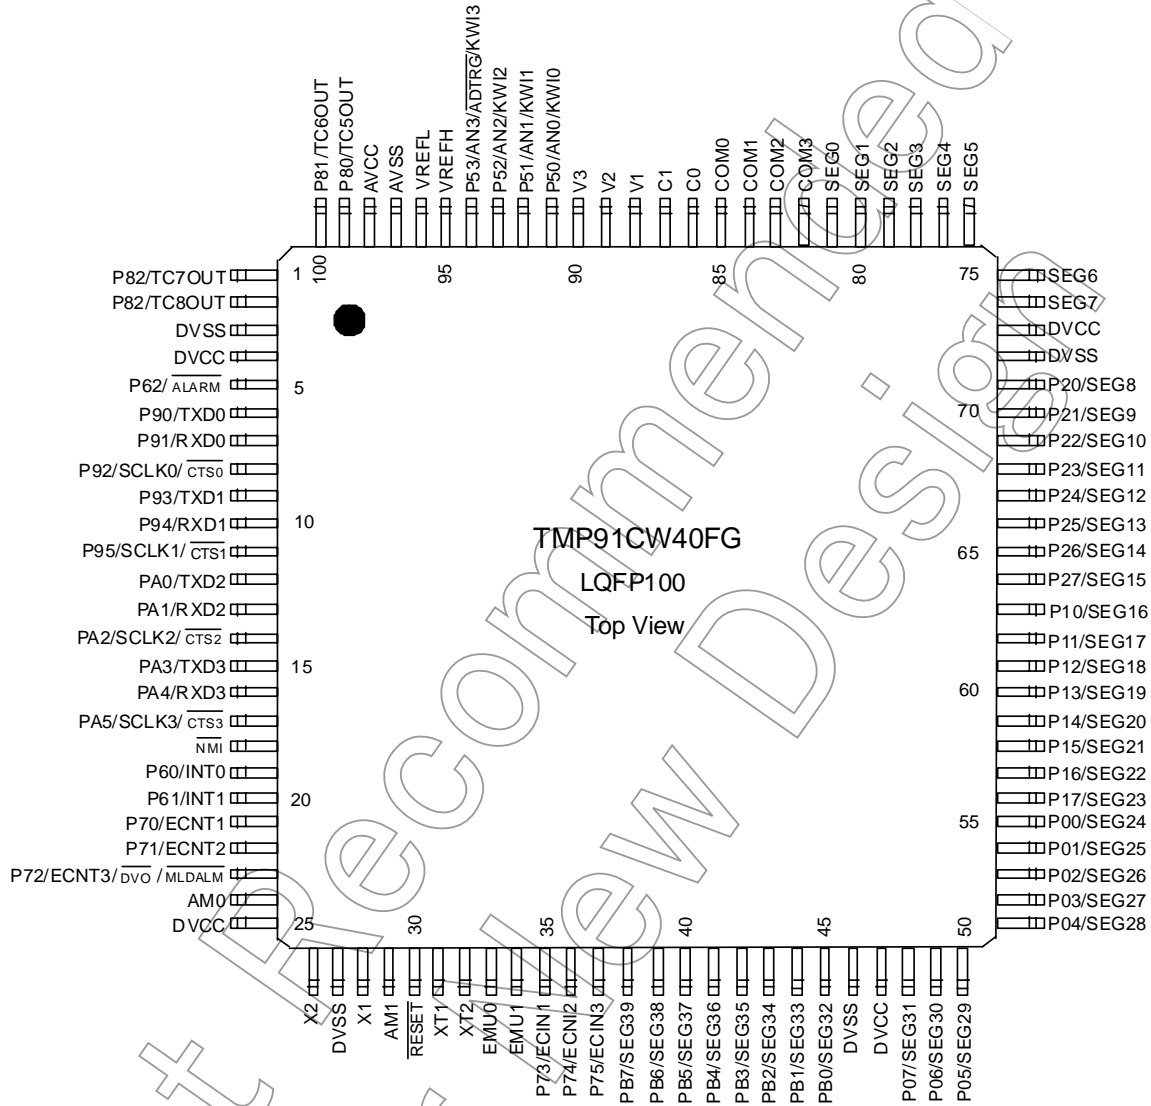 P81/TC6OUT
P80/TC5OUT
AVCC
AVSS
VREFL
VREFH
P53/AN3/ADTRG/KWI3
P52/AN2/KWI2
P51/AN1/KWI1
P50/AN0/KWI0
V3
V2
V1
C1
C0
COM0
COM1
COM2
COM3
SEG0
SEG1
SEG2
SEG3
SEG4
SEG5
1
100
95
90
85
80
75
P82/TC7OUT
P82/TC8OUT
DVSS
DVCC
P62/ ALARM
5
P90/TXD0
P91/RXD0
P92/SCLK0/ CTS0
P93/TXD1
P94/RXD1
10
P95/SCLK1/ CTS1
PA0/TXD2
PA1/RXD2
PA2/SCLK2/ CTS2
PA3/TXD3
15
PA4/RXD3
PA5/SCLK3/ CTS3
NMI
P60/INT0
P61/INT1
20
P70/ECNT1
P71/ECNT2
P72/ECNT3/ DVO / MLDALM
AM0
DVCC
25
TMP91CW40FG
LQFP100
Top View
SEG6
SEG7
DVCC
DVSS
P20/SEG8
P21/SEG9
70
P22/SEG10
P23/SEG11
P24/SEG12
P25/SEG13
P26/SEG14
65
P27/SEG15
P10/SEG16
P11/SEG17
P12/SEG18
P13/SEG19
60
P14/SEG20
P15/SEG21
P16/SEG22
P17/SEG23
P00/SEG24
55
P01/SEG25
P02/SEG26
P03/SEG27
P04/SEG28
30
35
40
45
50
X2
DVSS
X1
AM1
RESET
XT1
XT2
EMU0
EMU1
P73/ECIN1
P74/ECNI2
P75/ECIN3
PB7/SEG39
PB6/SEG38
PB5/SEG37
PB4/SEG36
PB3/SEG35
PB2/SEG34
PB1/SEG33
PB0/SEG32
DVSS
DVCC
P07/SEG31
P06/SEG30
P05/SEG29
t Recommended
New Design